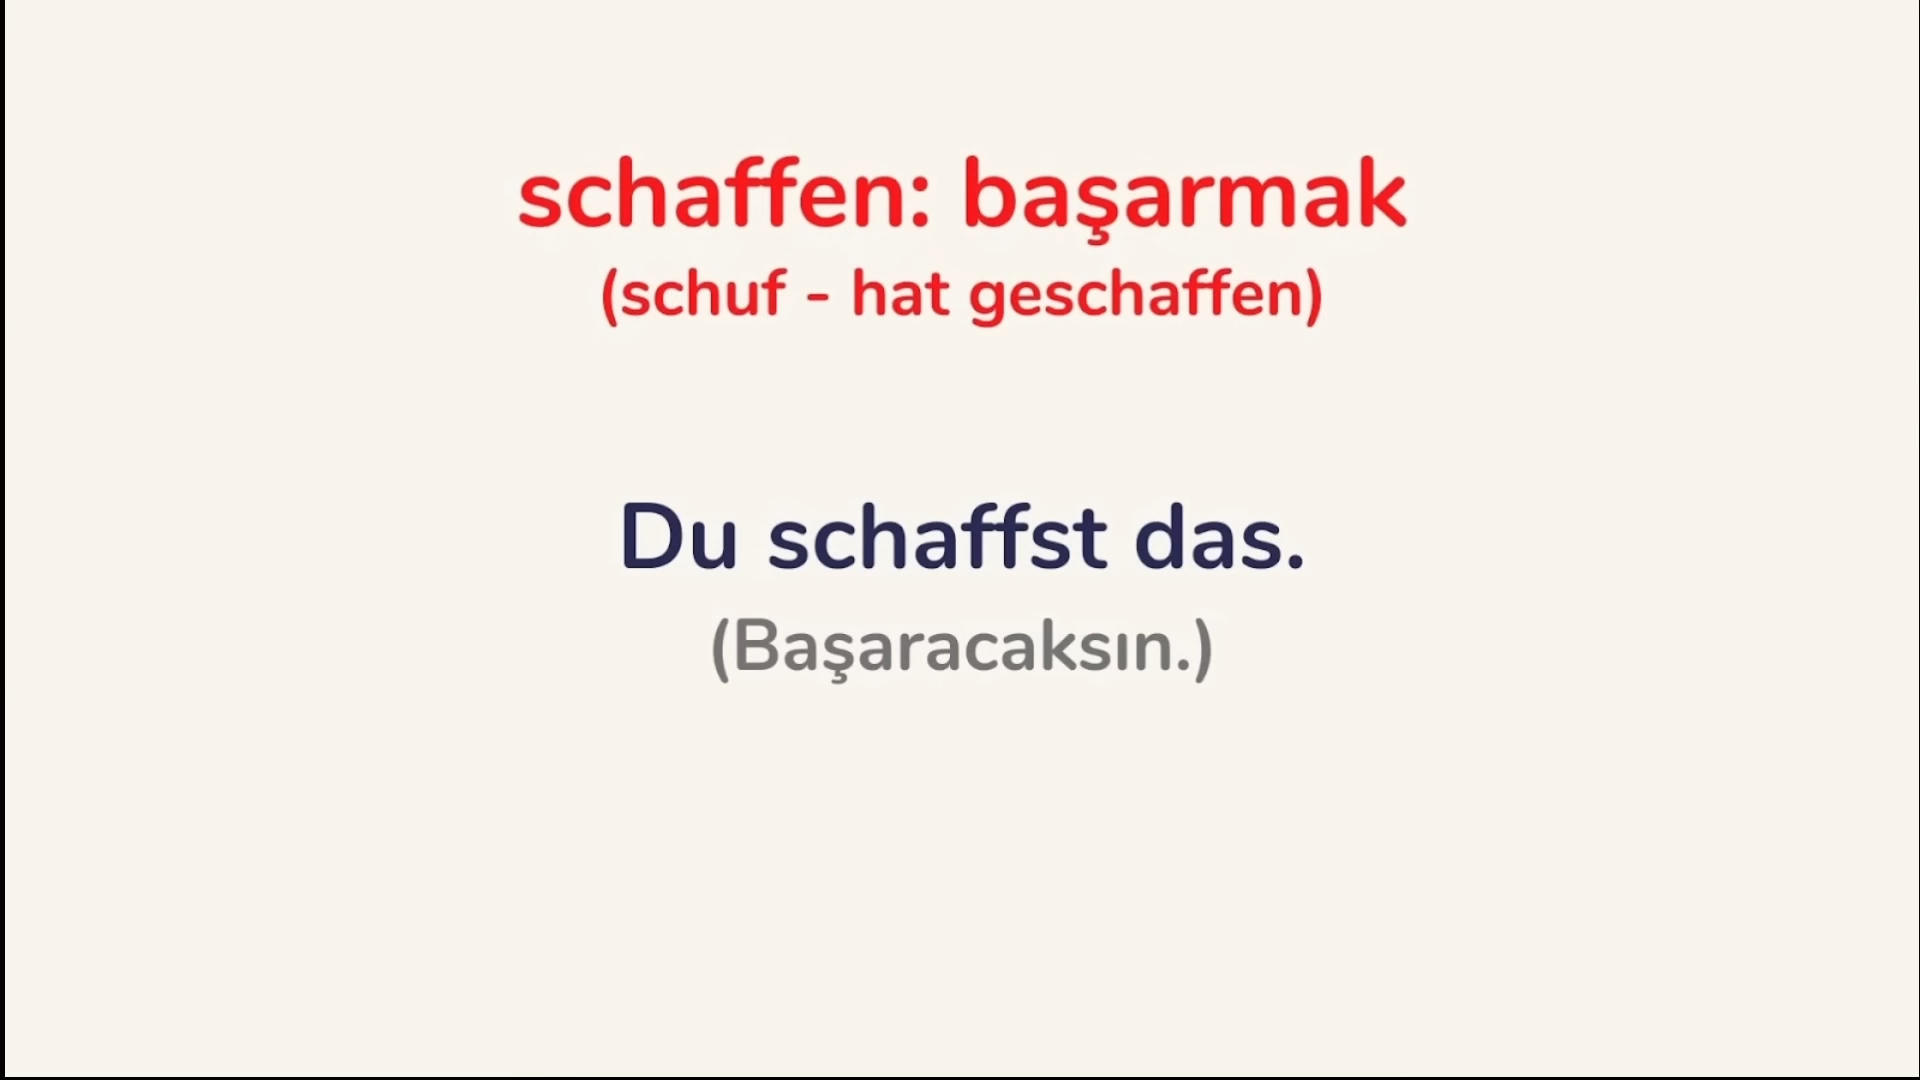 schaffen: başarmak
(schuf - hat geschaffen)
Du schaffst das.
(Başaracaksın.)